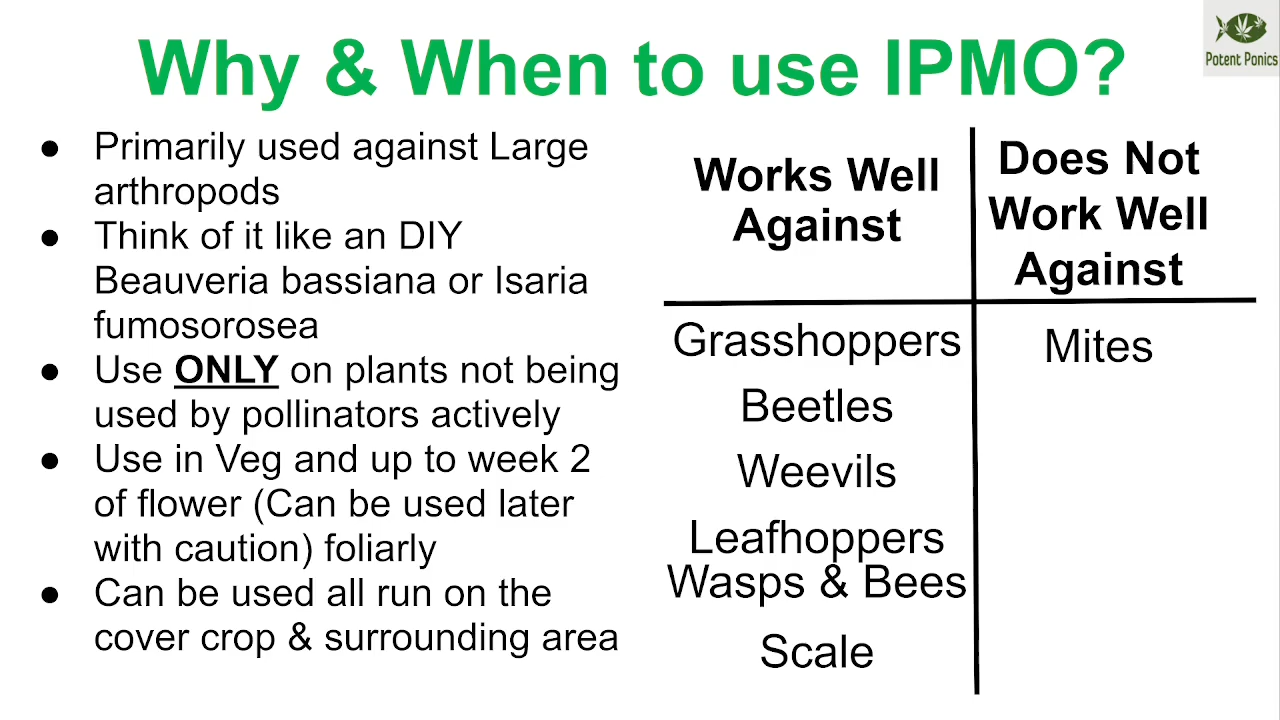 Why & When to use IPMO?
Potent Ponics
● Primarily used against Large
arthropods
● Think of it like an DIY
Beauveria bassiana or Isaria
fumosorosea
● Use ONLY on plants not being
used by pollinators actively
● Use in Veg and up to week 2
of flower (Can be used later
with caution) foliarly
● Can be used all run on the
cover crop & surrounding area
Works Well
Against
Grasshoppers
Beetles
Weevils
Leafhoppers
Wasps & Bees
Scale
Does Not
Work Well
Against
Mites